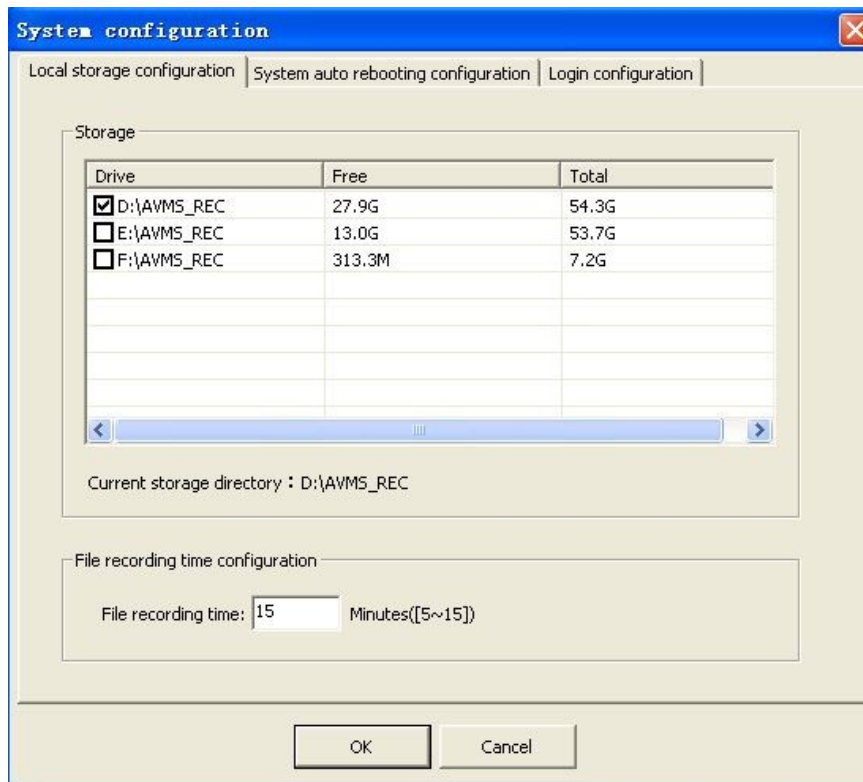 System configuration
Local storage configuration System auto rebooting configuration Login configuration
Storage
Drive Free Total
D:\AVMS_REC 27.9G 54.3G
E:\AVMS_REC 13.0G 53.7G
F:\AVMS_REC 313.3M 7.2G
Current storage directory：D:\AVMS_REC
File recording time configuration
File recording time: 15 Minutes([5~15])
OK Cancel